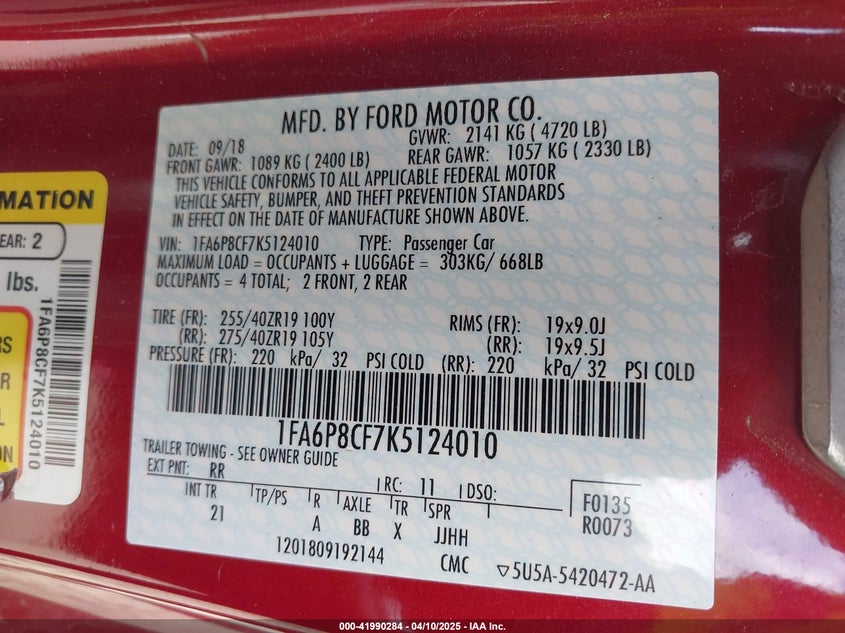 MFD. BY FORD MOTOR CO.
DATE: 09/18 GVWR: 2141 KG ( 4720 LB)
FRONT GAWR: 1089 KG ( 2400 LB) REAR GAWR: 1057 KG ( 2330 LB)
THIS VEHICLE CONFORMS TO ALL APPLICABLE FEDERAL MOTOR
VEHICLE SAFETY, BUMPER, AND THEFT PREVENTION STANDARDS
IN EFFECT ON THE DATE OF MANUFACTURE SHOWN ABOVE.
VIN: 1FA6P8CF7K5124010 TYPE: Passenger Car
MAXIMUM LOAD = OCCUPANTS + LUGGAGE = 303KG/ 668LB
OCCUPANTS = 4 TOTAL; 2 FRONT, 2 REAR
TIRE (FR): 255/40ZR19 100Y RIMS (FR): 19x9.0J
(RR): 275/40ZR19 105Y (RR): 19x9.5J
PRESSURE (FR): 220 kPa/ 32 PSI COLD (RR): 220 kPa/ 32 PSI COLD
1FA6P8CF7K5124010
TRAILER TOWING - SEE OWNER GUIDE
EXT PNT: RR RC: 11 DSO:
INT TR TP/PS R AXLE TR SPR F0135
21 A BB X JJHH R0073
1201809192144 CMC 5U5A-5420472-AA
MATION
EAR: 2
lbs.
RS
R
L
ON
1FA6P8CF7K5124010
000-41990284 - 04/10/2025 - IAA Inc.